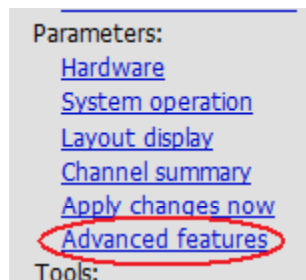 Parameters:
Hardware
System operation
Layout display
Channel summary
Apply changes now
Advanced features
Tools: